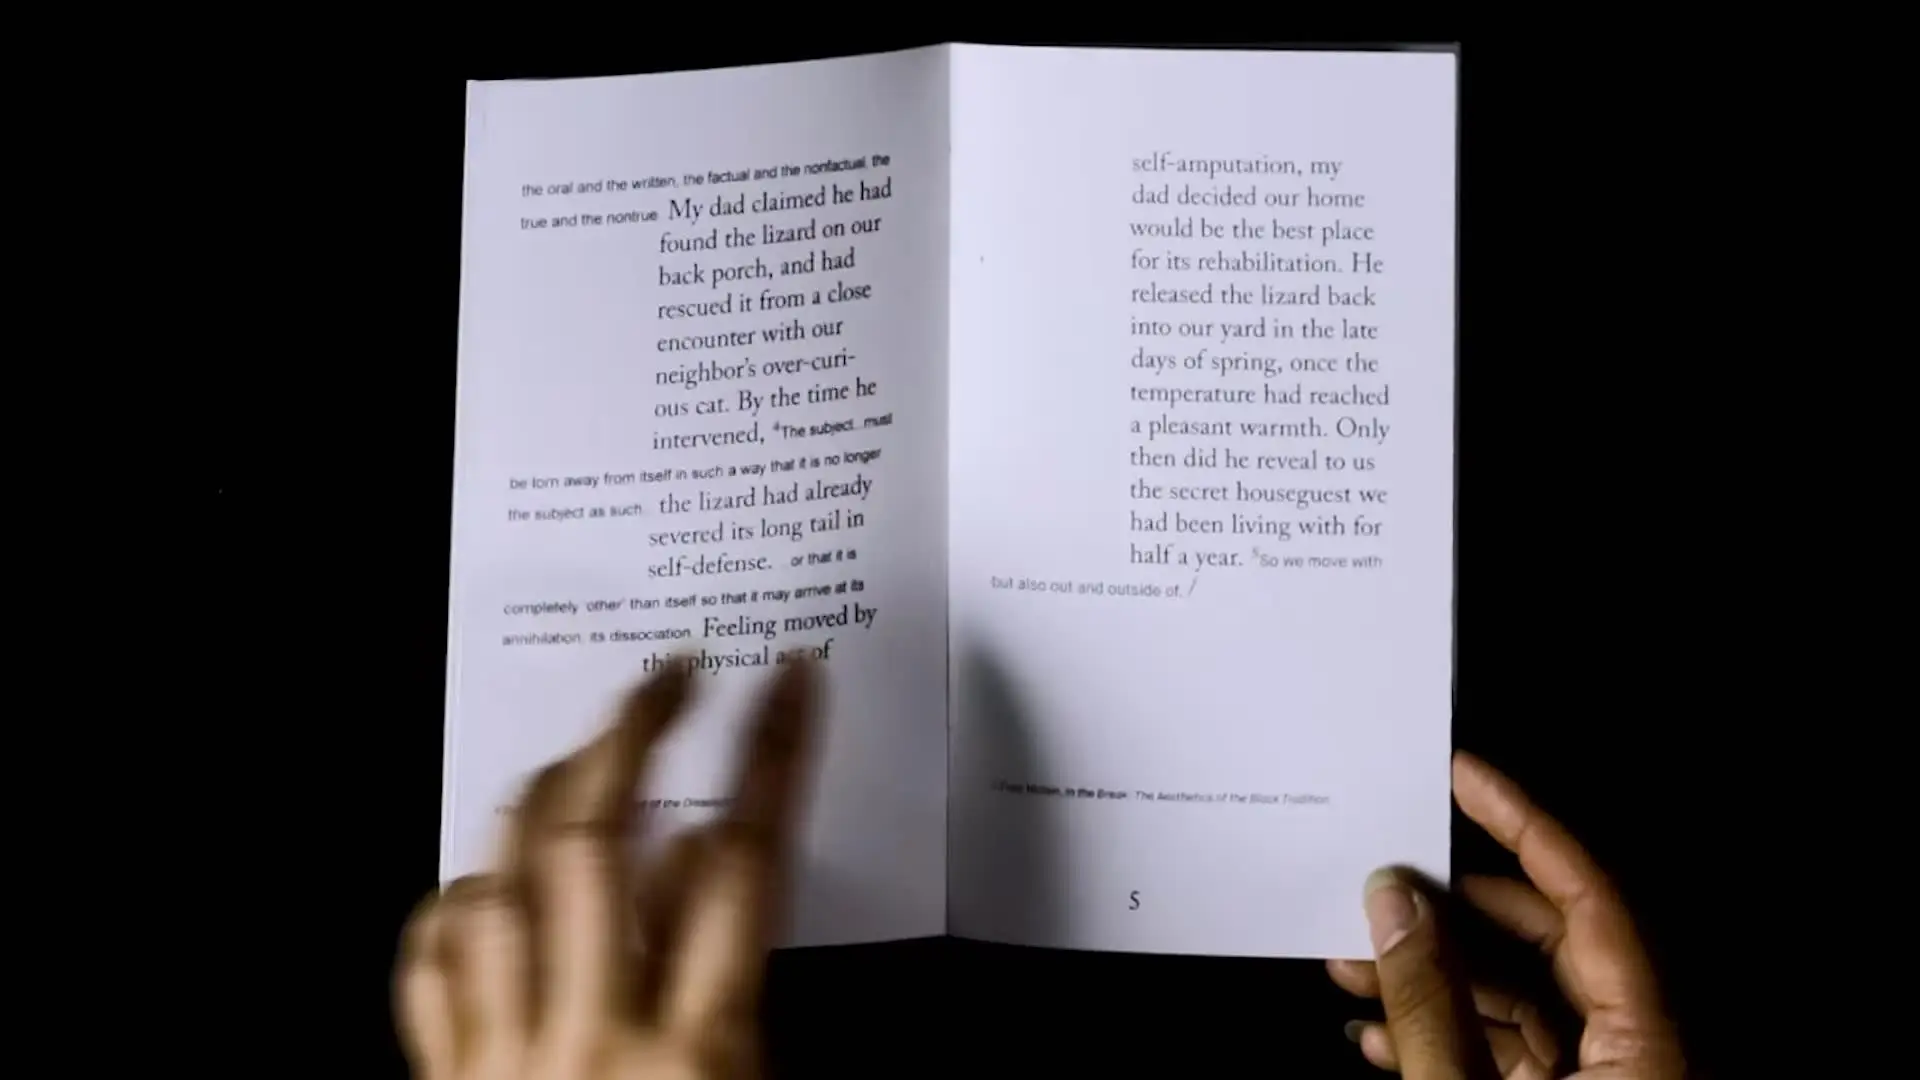 the oral and the written, the factual and the nonfactual, the
true and the nontrue. My dad claimed he had
found the lizard on our
back porch, and had
rescued it from a close
encounter with our
neighbor's over-curi-
ous cat. By the time he
intervened, ⁴The subject...must
be torn away from itself in such a way that it is no longer
the subject as such... the lizard had already
severed its long tail in
self-defense. ...or that it is
completely 'other' than itself so that it may arrive at its
annihilation, its dissociation. Feeling moved by
this physical act of
of the
self-amputation, my
dad decided our home
would be the best place
for its rehabilitation. He
released the lizard back
into our yard in the late
days of spring, once the
temperature had reached
a pleasant warmth. Only
then did he reveal to us
the secret houseguest we
had been living with for
half a year. ⁵So we move with
but also out and outside of. /
Moten, In the Break: The Aesthetics of the Black Tradition
5